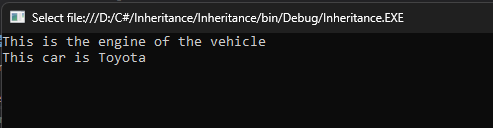 Select file:///D:/C#/Inheritance/Inheritance/bin/Debug/Inheritance.EXE
This is the engine of the vehicle
This car is Toyota